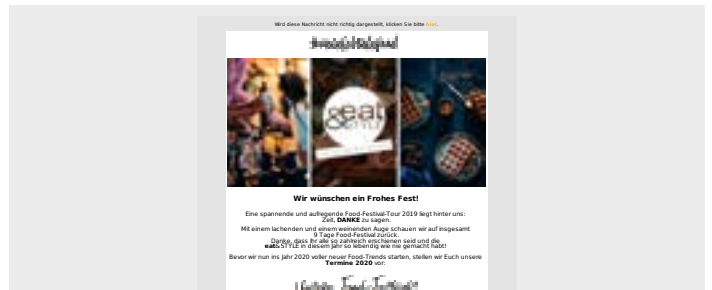 Wird diese Nachricht nicht richtig dargestellt, klicken Sie bitte hier.
&eat
STYLE
Wir wünschen ein Frohes Fest!
Eine spannende und aufregende Food-Festival-Tour 2019 liegt hinter uns:
Zeit, DANKE zu sagen.
Mit einem lachenden und einem weinenden Auge schauen wir auf insgesamt
9 Tage Food-Festival zurück.
Danke, dass ihr alle so zahlreich erschienen seid und die
eat&STYLE in diesem Jahr so lebendig wie nie gemacht habt!
Bevor wir nun ins Jahr 2020 voller neuer Food-Trends starten, stellen wir Euch unsere
Termine 2020 vor: